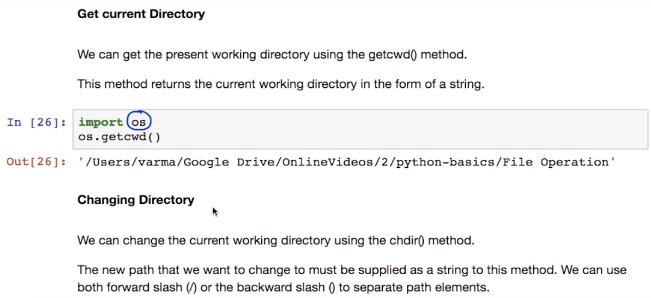 Get current Directory
We can get the present working directory using the getcwd() method.
This method returns the current working directory in the form of a string.
In [26]: import os
os.getcwd()
Out[26]: '/Users/varma/Google Drive/OnlineVideos/2/python-basics/File Operation'
Changing Directory
We can change the current working directory using the chdir() method.
The new path that we want to change to must be supplied as a string to this method. We can use
both forward slash (/) or the backward slash () to separate path elements.